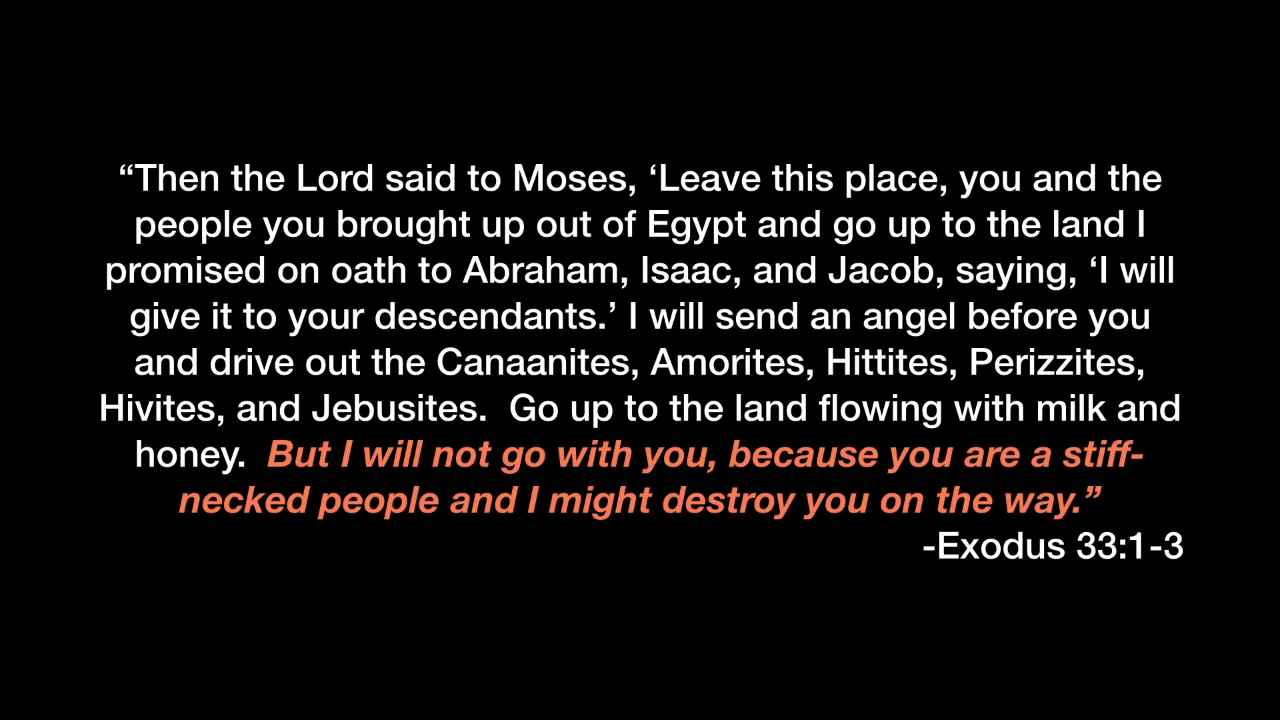 “Then the Lord said to Moses, ‘Leave this place, you and the
people you brought up out of Egypt and go up to the land I
promised on oath to Abraham, Isaac, and Jacob, saying, ‘I will
give it to your descendants.’ I will send an angel before you
and drive out the Canaanites, Amorites, Hittites, Perizzites,
Hivites, and Jebusites.  Go up to the land flowing with milk and
honey.  But I will not go with you, because you are a stiff-
necked people and I might destroy you on the way.”
-Exodus 33:1-3